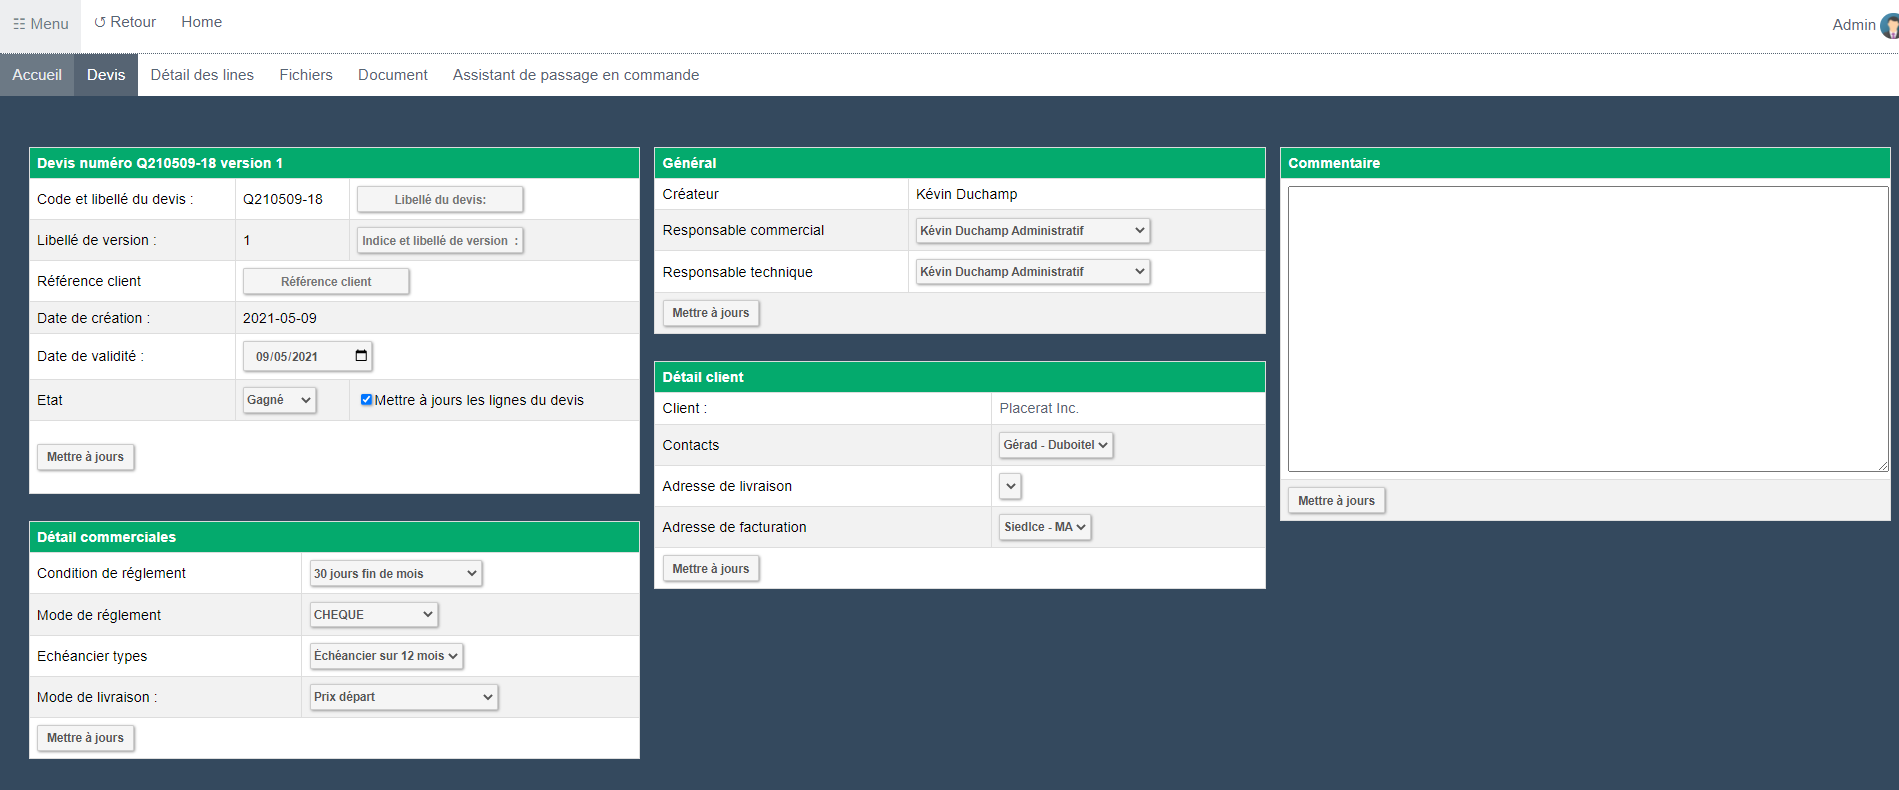 ☷ Menu
↺ Retour
Home
Admin
Accueil
Devis
Détail des lines
Fichiers
Document
Assistant de passage en commande
Devis numéro Q210509-18 version 1
Code et libellé du devis :
Q210509-18
Libellé du devis:
Libellé de version :
1
Indice et libellé de version :
Référence client
Référence client
Date de création :
2021-05-09
Date de validité :
09/05/2021
Etat
Gagné
Mettre à jours les lignes du devis
Mettre à jours
Détail commerciales
Condition de réglement
30 jours fin de mois
Mode de réglement
CHEQUE
Echéancier types
Échéancier sur 12 mois
Mode de livraison :
Prix départ
Mettre à jours
Général
Créateur
Kévin Duchamp
Responsable commercial
Kévin Duchamp Administratif
Responsable technique
Kévin Duchamp Administratif
Mettre à jours
Détail client
Client :
Placerat Inc.
Contacts
Gérad - Duboitel
Adresse de livraison
Adresse de facturation
Siedlce - MA
Mettre à jours
Commentaire
Mettre à jours